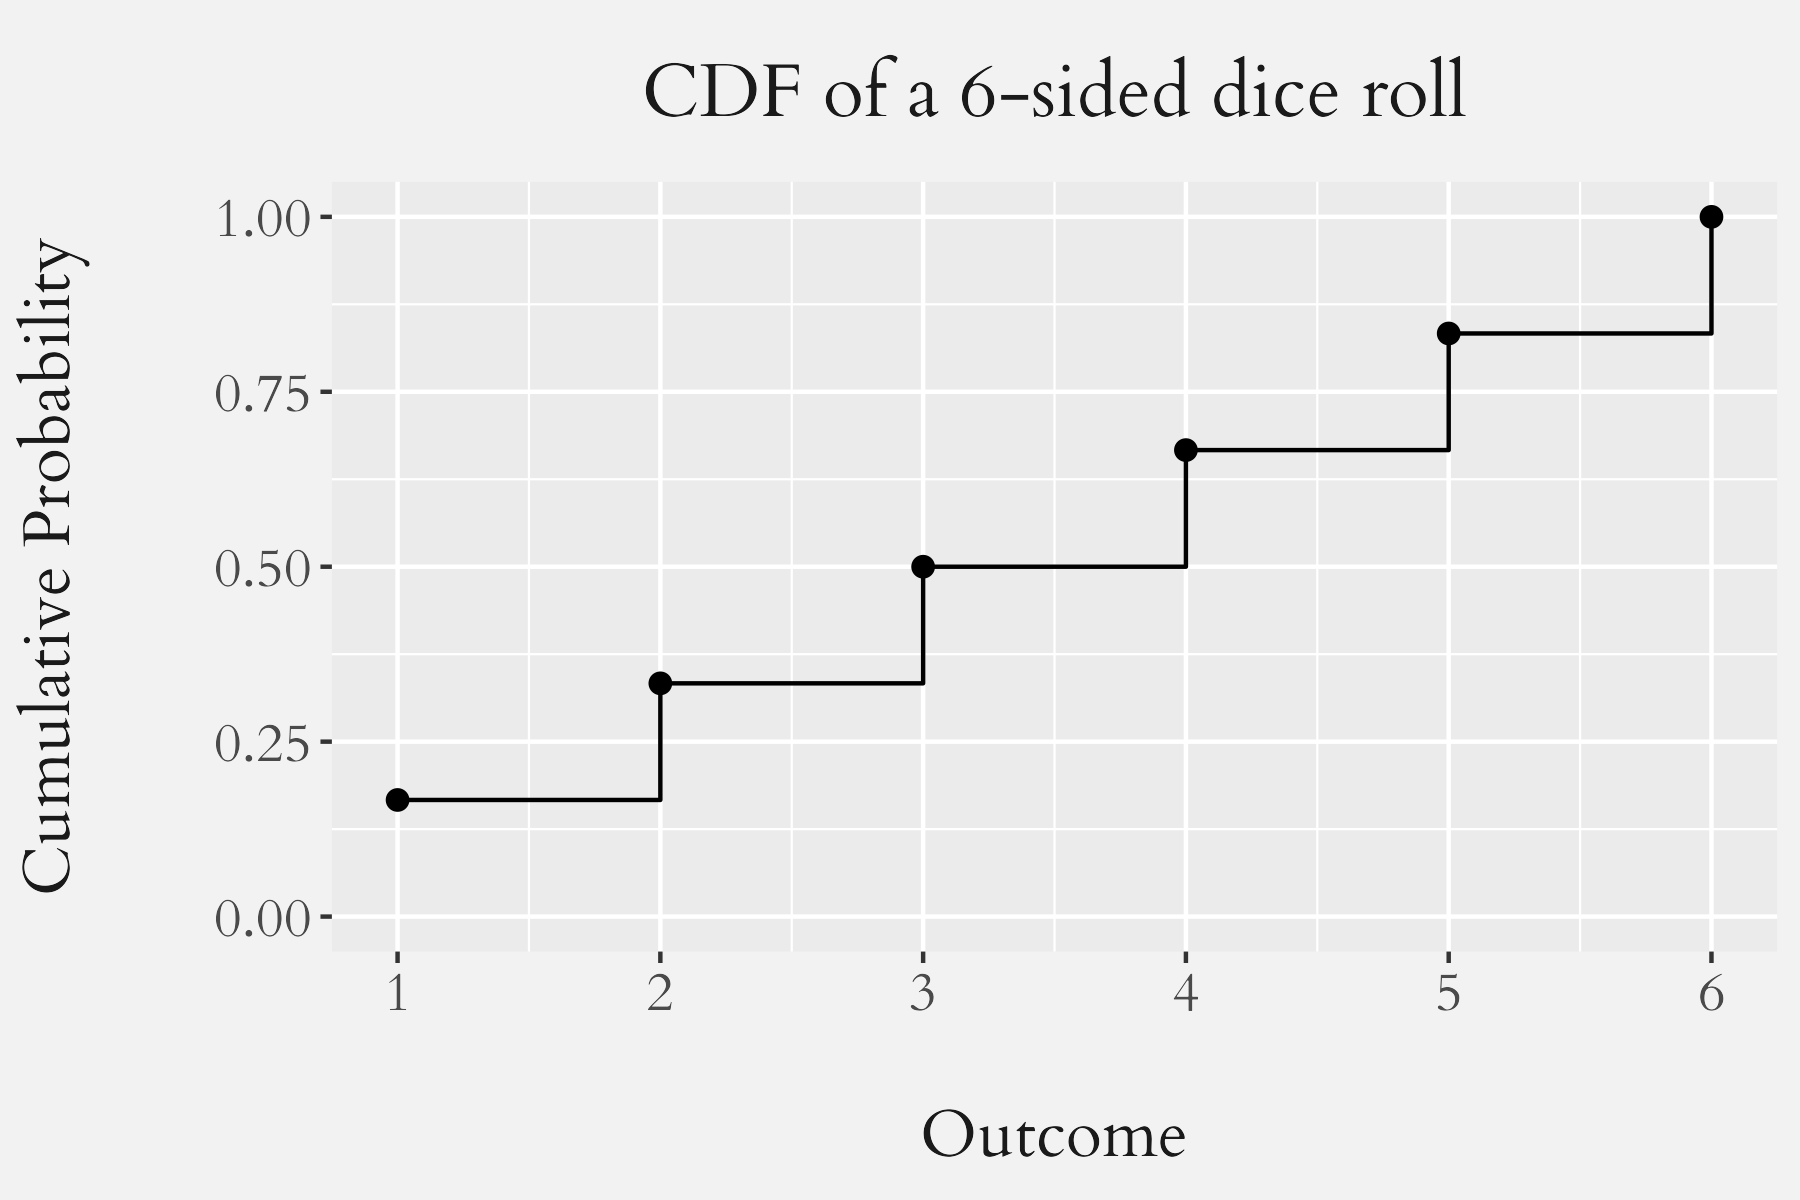 CDF of a 6-sided dice roll
Cumulative Probability
1.00
0.75
0.50
0.25
0.00
1 2 3 4 5 6
Outcome